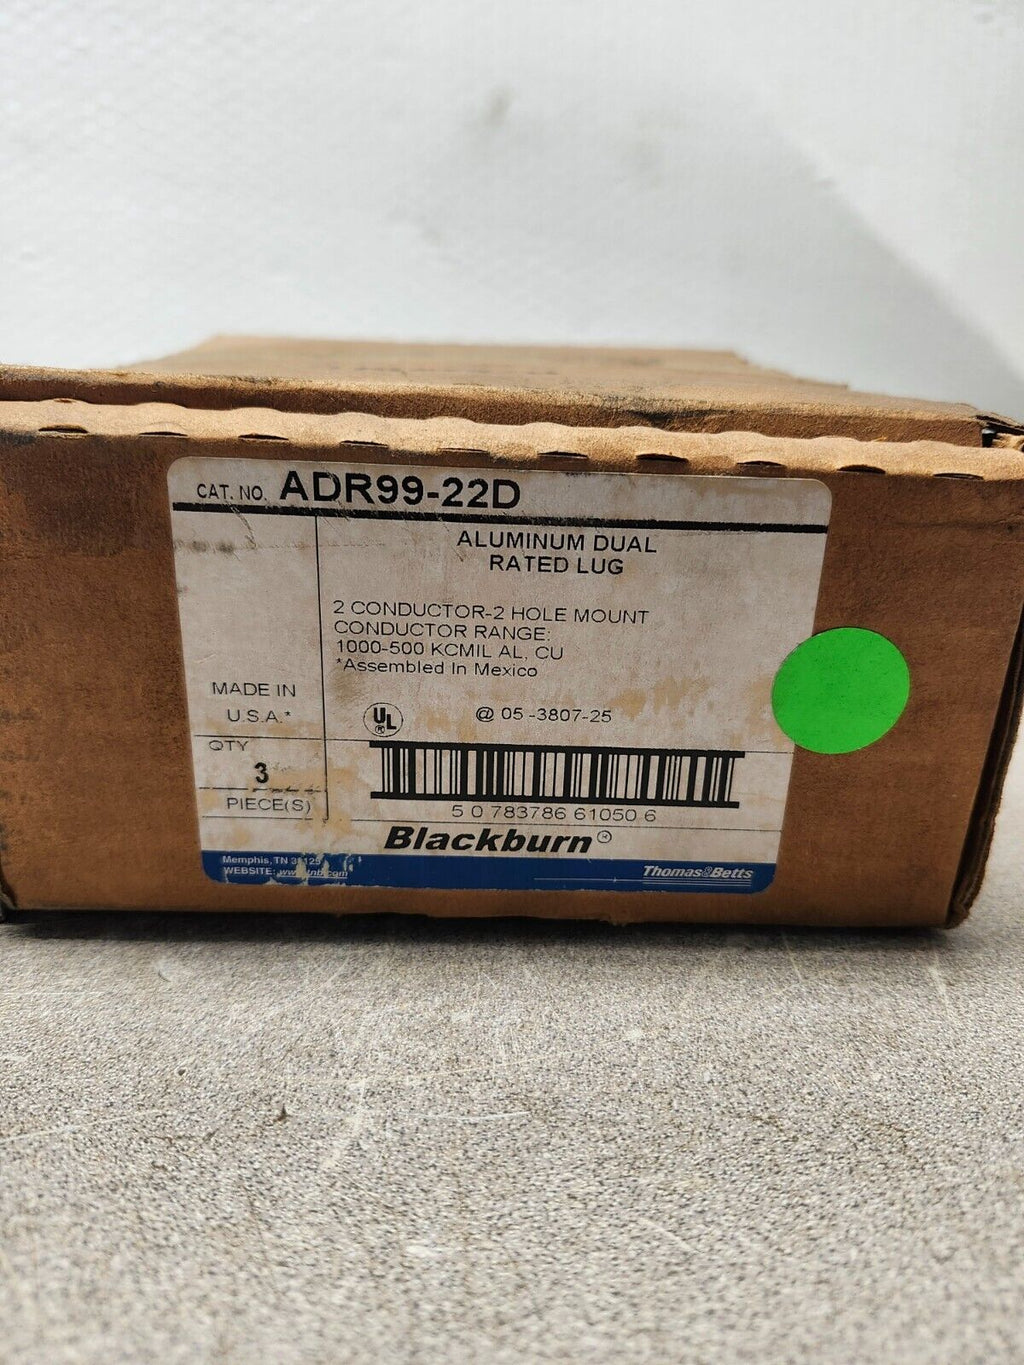 CAT. NO. ADR99-22D
ALUMINUM DUAL
RATED LUG
2 CONDUCTOR-2 HOLE MOUNT
CONDUCTOR RANGE:
1000-500 KCMIL AL, CU
*Assembled In Mexico
MADE IN
U.S.A.*
UL
@ 05 -3807-25
QTY
3
PIECE(S)
5 0 783786 61050 6
Blackburn®
Memphis, TN
WEBSITE:
Thomas&Betts